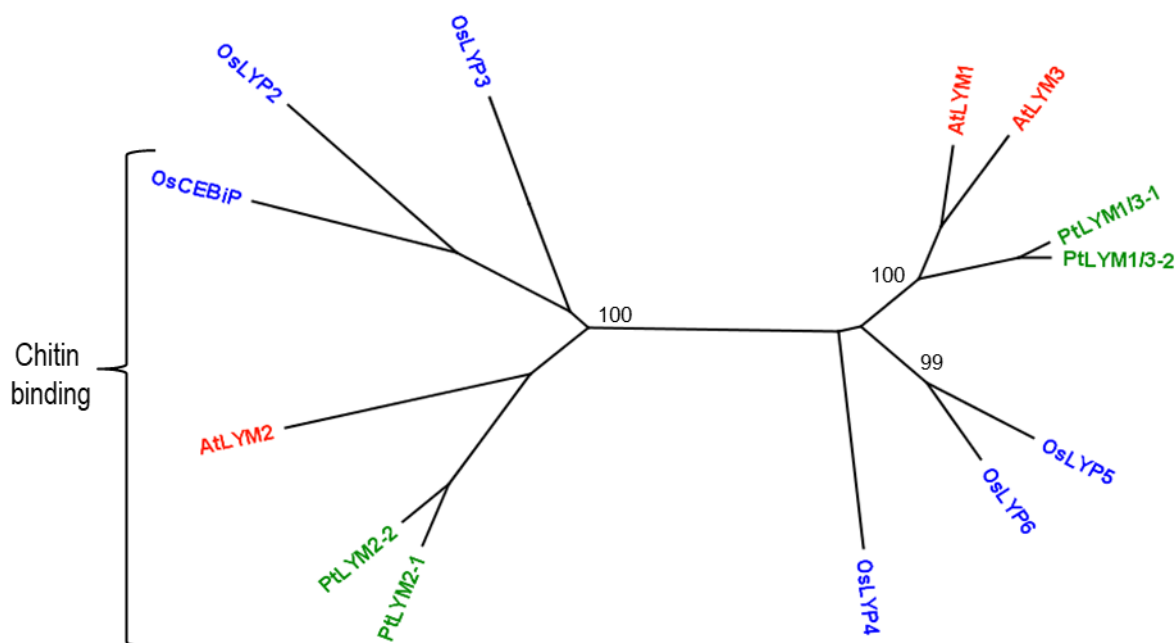 OsLYP2
OsLYP3
OsCEBiP
AtLYM1
AtLYM3
PtLYM1/3-1
PtLYM1/3-2
100
100
99
Chitin
binding
AtLYM2
PtLYM2-2
PtLYM2-1
OsLYP5
OsLYP6
OsLYP4